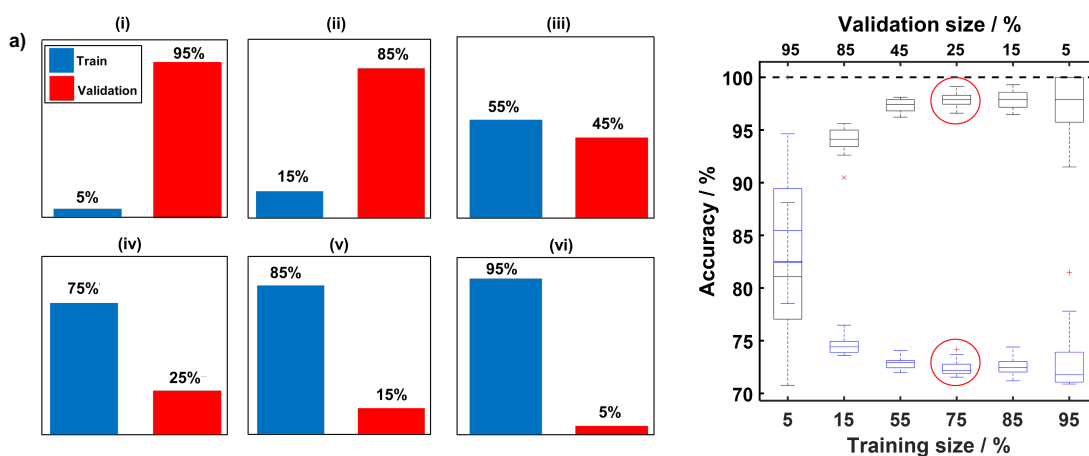 a)
(i)
Train
Validation
5%
95%
(ii)
15%
85%
(iii)
55%
45%
(iv)
75%
25%
(v)
85%
15%
(vi)
95%
5%
Validation size / %
95 85 45 25 15 5
Accuracy / %
100
95
90
85
80
75
70
5 15 55 75 85 95
Training size / %